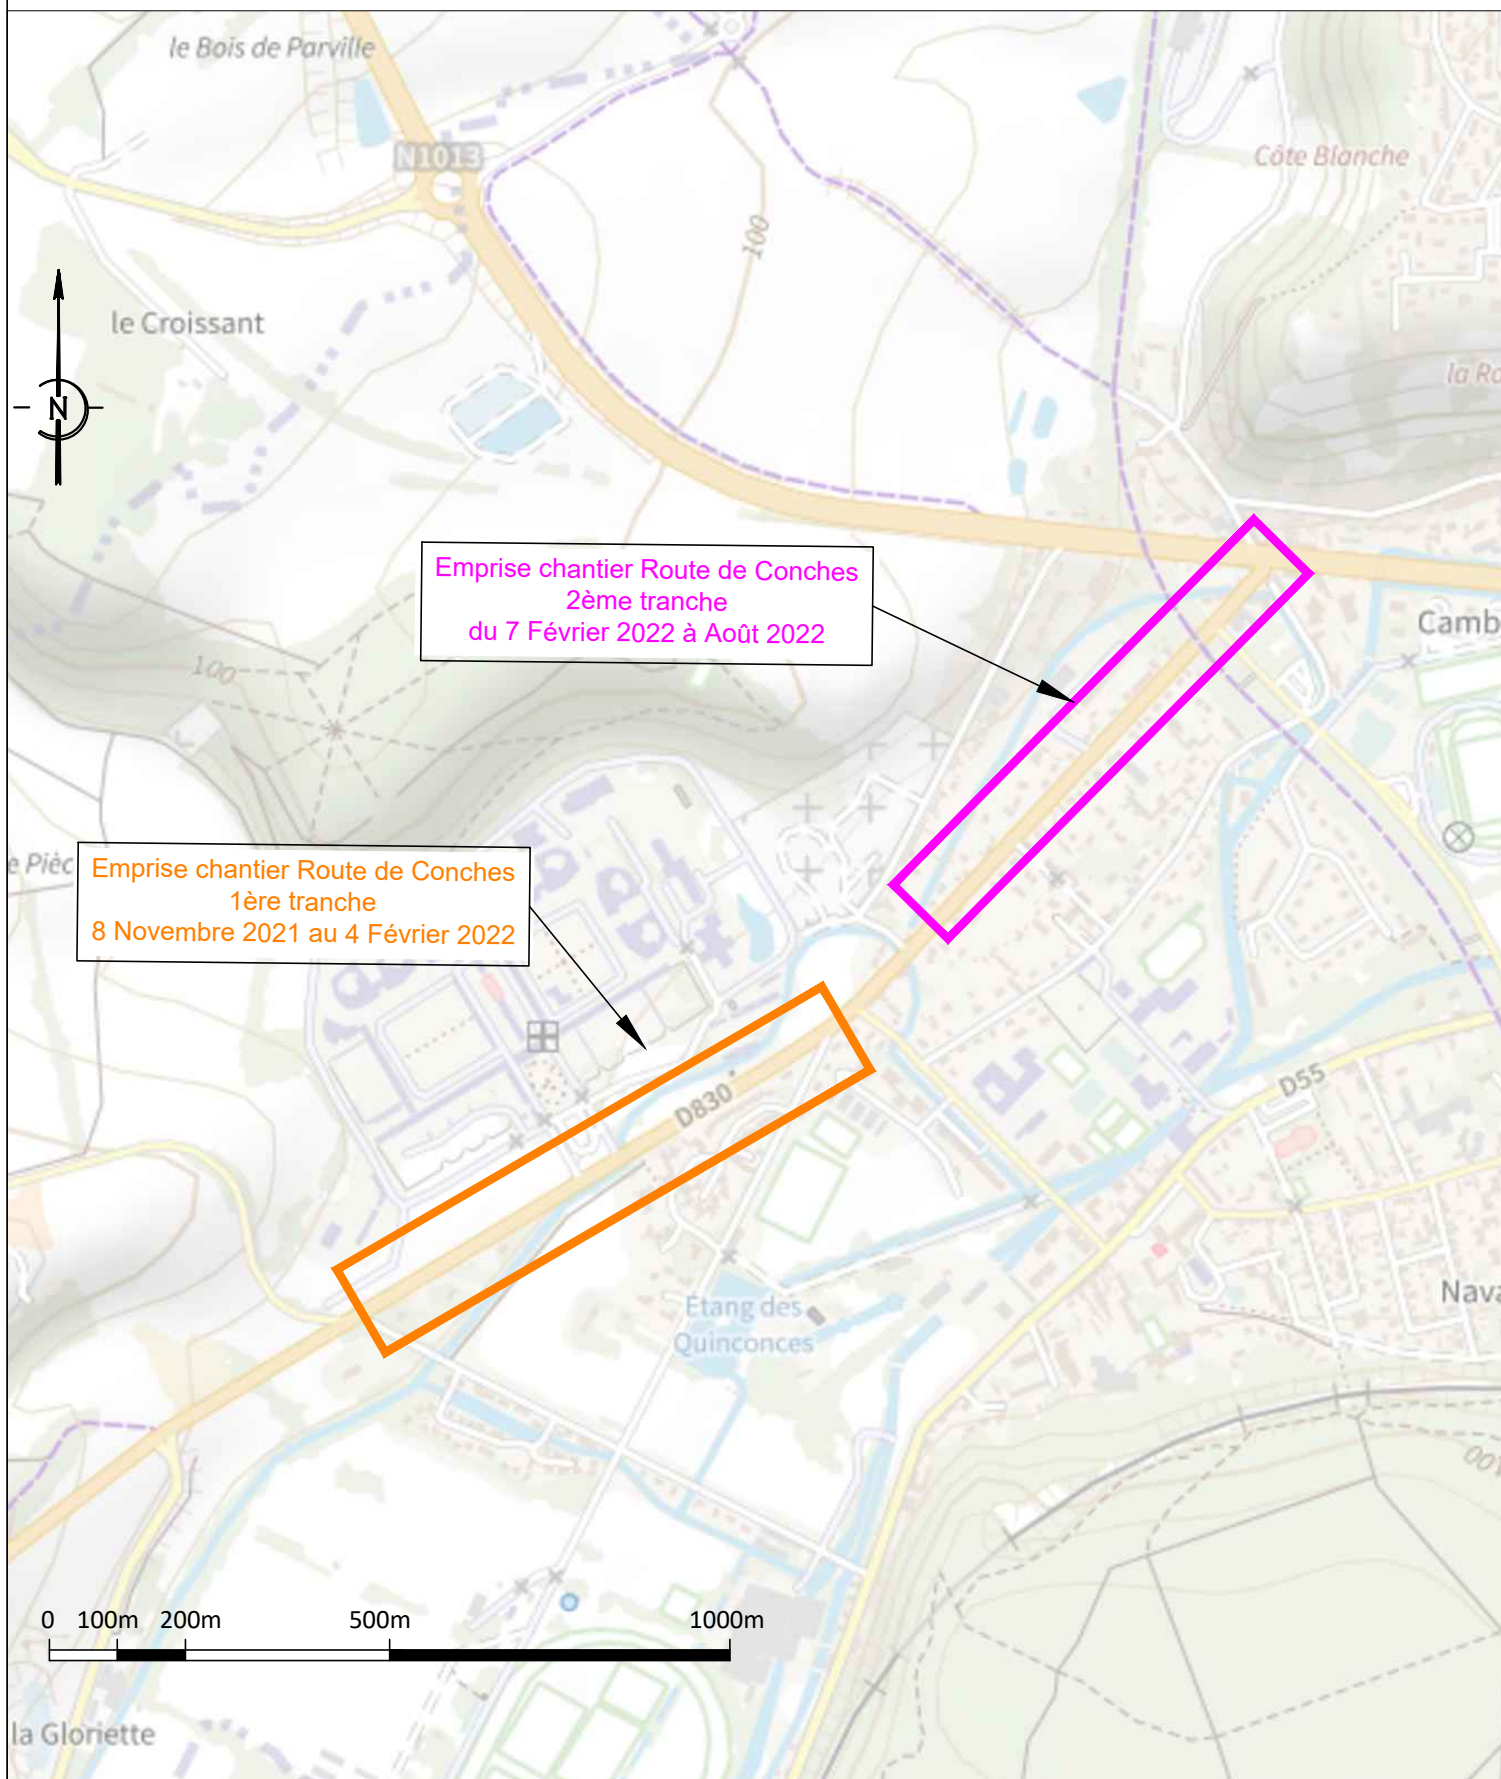 le Bois de Parville
N1013
Côte Blanche
100
le Croissant
N
la Ro
Emprise chantier Route de Conches
2ème tranche
du 7 Février 2022 à Août 2022
Camb
100
e Pièc
Emprise chantier Route de Conches
1ère tranche
8 Novembre 2021 au 4 Février 2022
D830
D55
Etang des
Quinconces
Nava
100
0 100m 200m 500m 1000m
la Gloriette